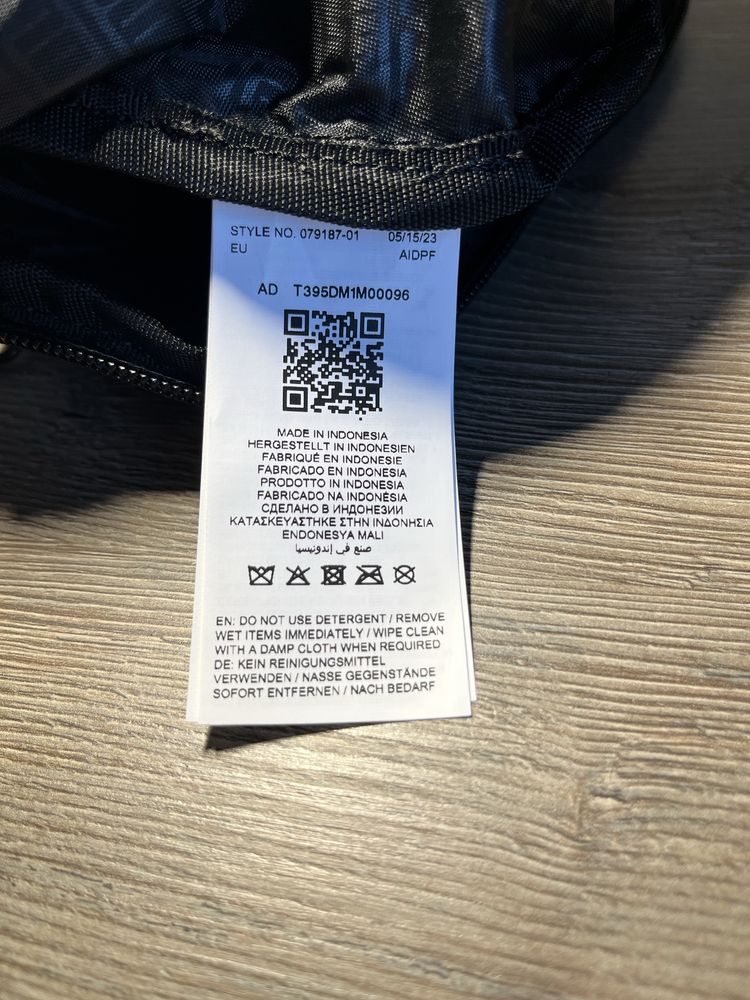 STYLE NO. 079187-01 05/15/23
EU AIDPF
AD T395DM1M00096
MADE IN INDONESIA
HERGESTELLT IN INDONESIEN
FABRIQUÉ EN INDONESIE
FABRICADO EN INDONESIA
PRODOTTO IN INDONESIA
FABRICADO NA INDONÉSIA
СДЕЛАНО В ИНДОНЕЗИИ
ΚΑΤΑΣΚΕΥΑΣΤΗΚΕ ΣΤΗΝ ΙΝΔΟΝΗΣΙΑ
ENDONESYA MALI
صنع في إندونيسيا
EN: DO NOT USE DETERGENT / REMOVE
WET ITEMS IMMEDIATELY / WIPE CLEAN
WITH A DAMP CLOTH WHEN REQUIRED
DE: KEIN REINIGUNGSMITTEL
VERWENDEN / NASSE GEGENSTÄNDE
SOFORT ENTFERNEN / NACH BEDARF